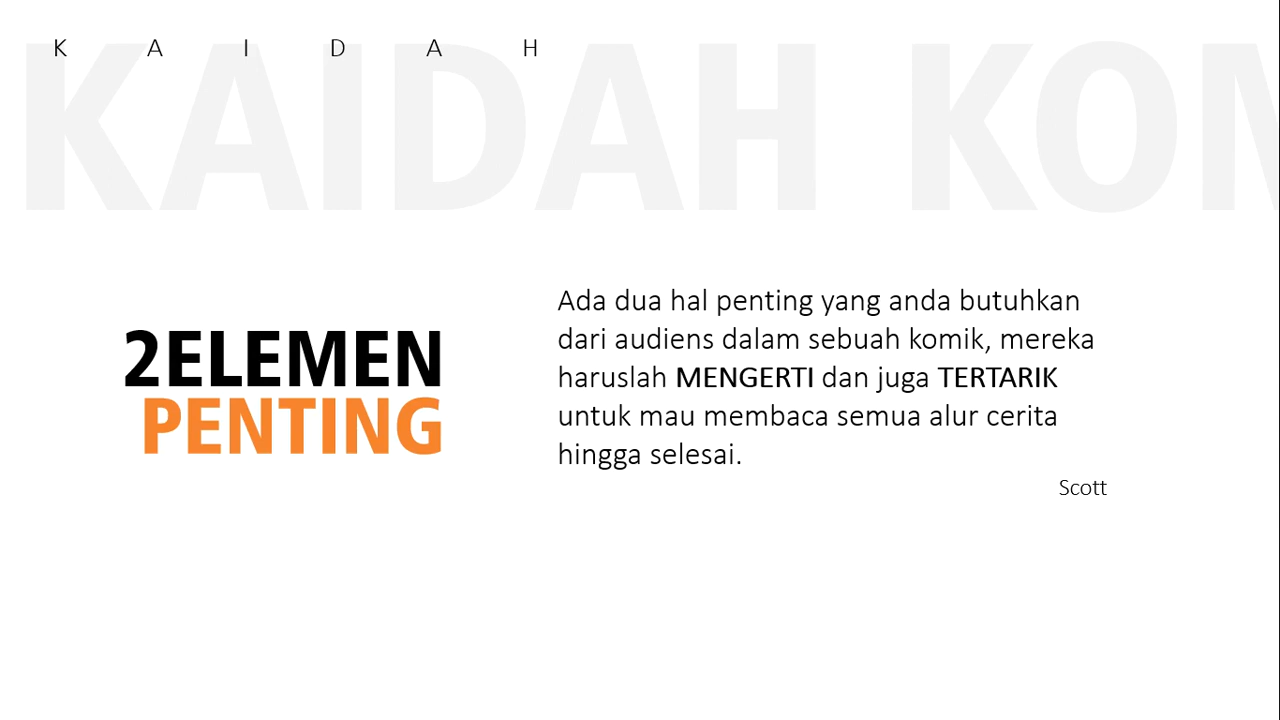 K A I D A H
KAIDAH KOM
2ELEMEN
PENTING
Ada dua hal penting yang anda butuhkan
dari audiens dalam sebuah komik, mereka
haruslah MENGERTI dan juga TERTARIK
untuk mau membaca semua alur cerita
hingga selesai.
Scott